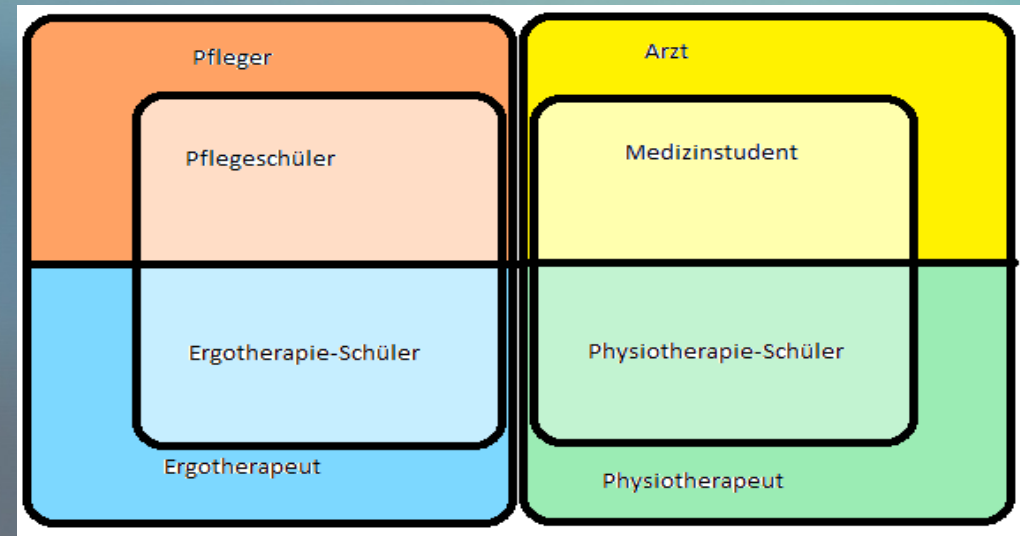 Pfleger
Arzt
Pflegeschüler
Medizinstudent
Ergotherapie-Schüler
Physiotherapie-Schüler
Ergotherapeut
Physiotherapeut